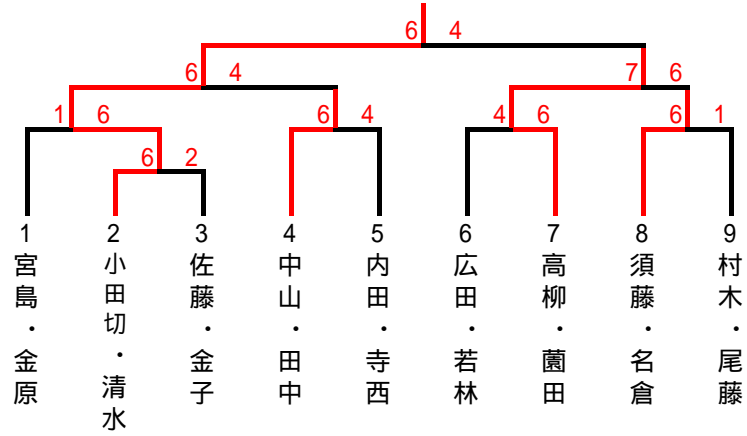 6 4
6 4 7 6
1 6 6 4 4 6 6 1
6 2
1 2 3 4 5 6 7 8 9
宮島・金原
小田切・清水
佐藤・金子
中山・田中
内田・寺西
広田・若林
高柳・薗田
須藤・名倉
村木・尾藤